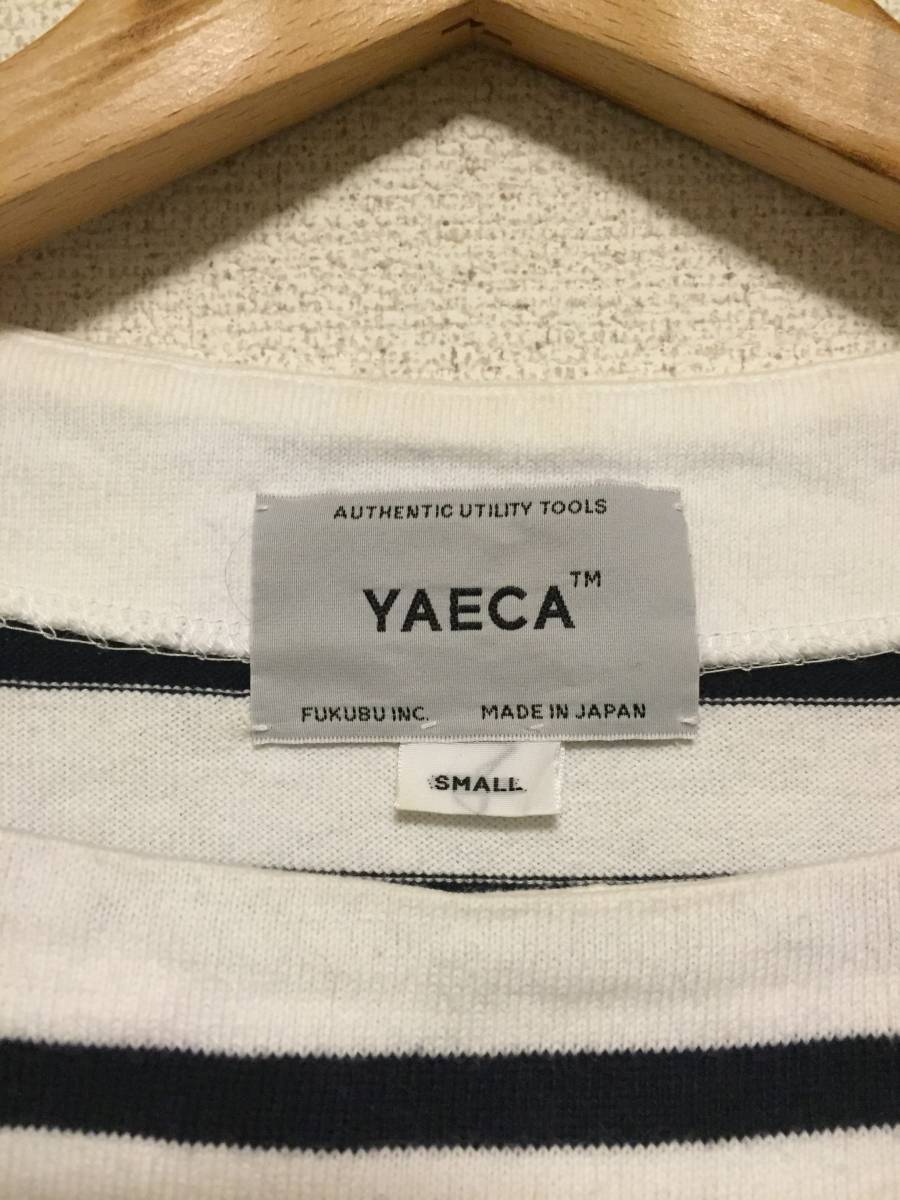 AUTHENTIC UTILITY TOOLS
YAECA™
FUKUBU INC. MADE IN JAPAN
SMALL